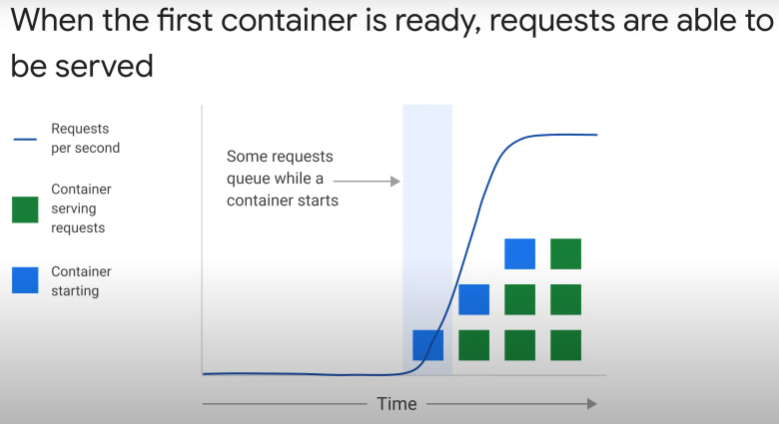 When the first container is ready, requests are able to
be served
Requests
per second
Container
serving
requests
Container
starting
Some requests
queue while a
container starts
Time